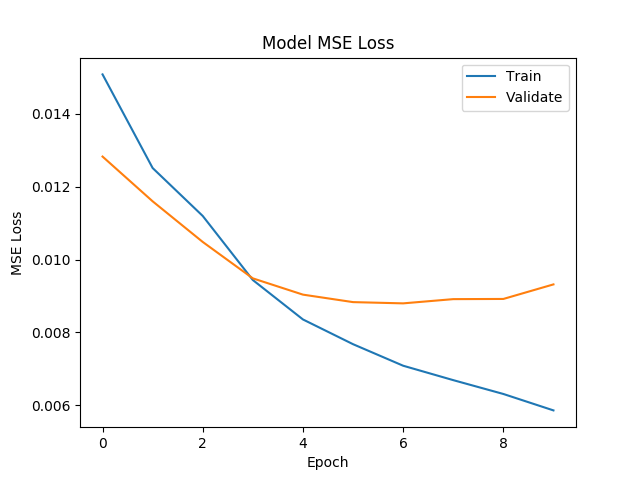 Model MSE Loss
Train
Validate
0.014
0.012
0.010
0.008
0.006
MSE Loss
0 2 4 6 8
Epoch